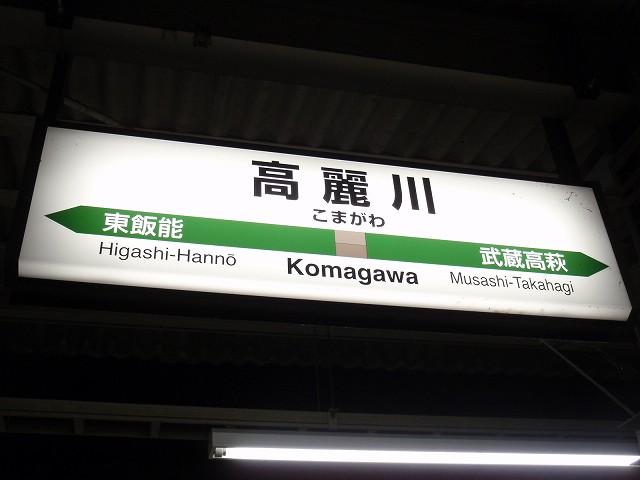 高麗川
こまがわ
東飯能
武蔵高萩
Higashi-Hannō
Komagawa
Musashi-Takahagi